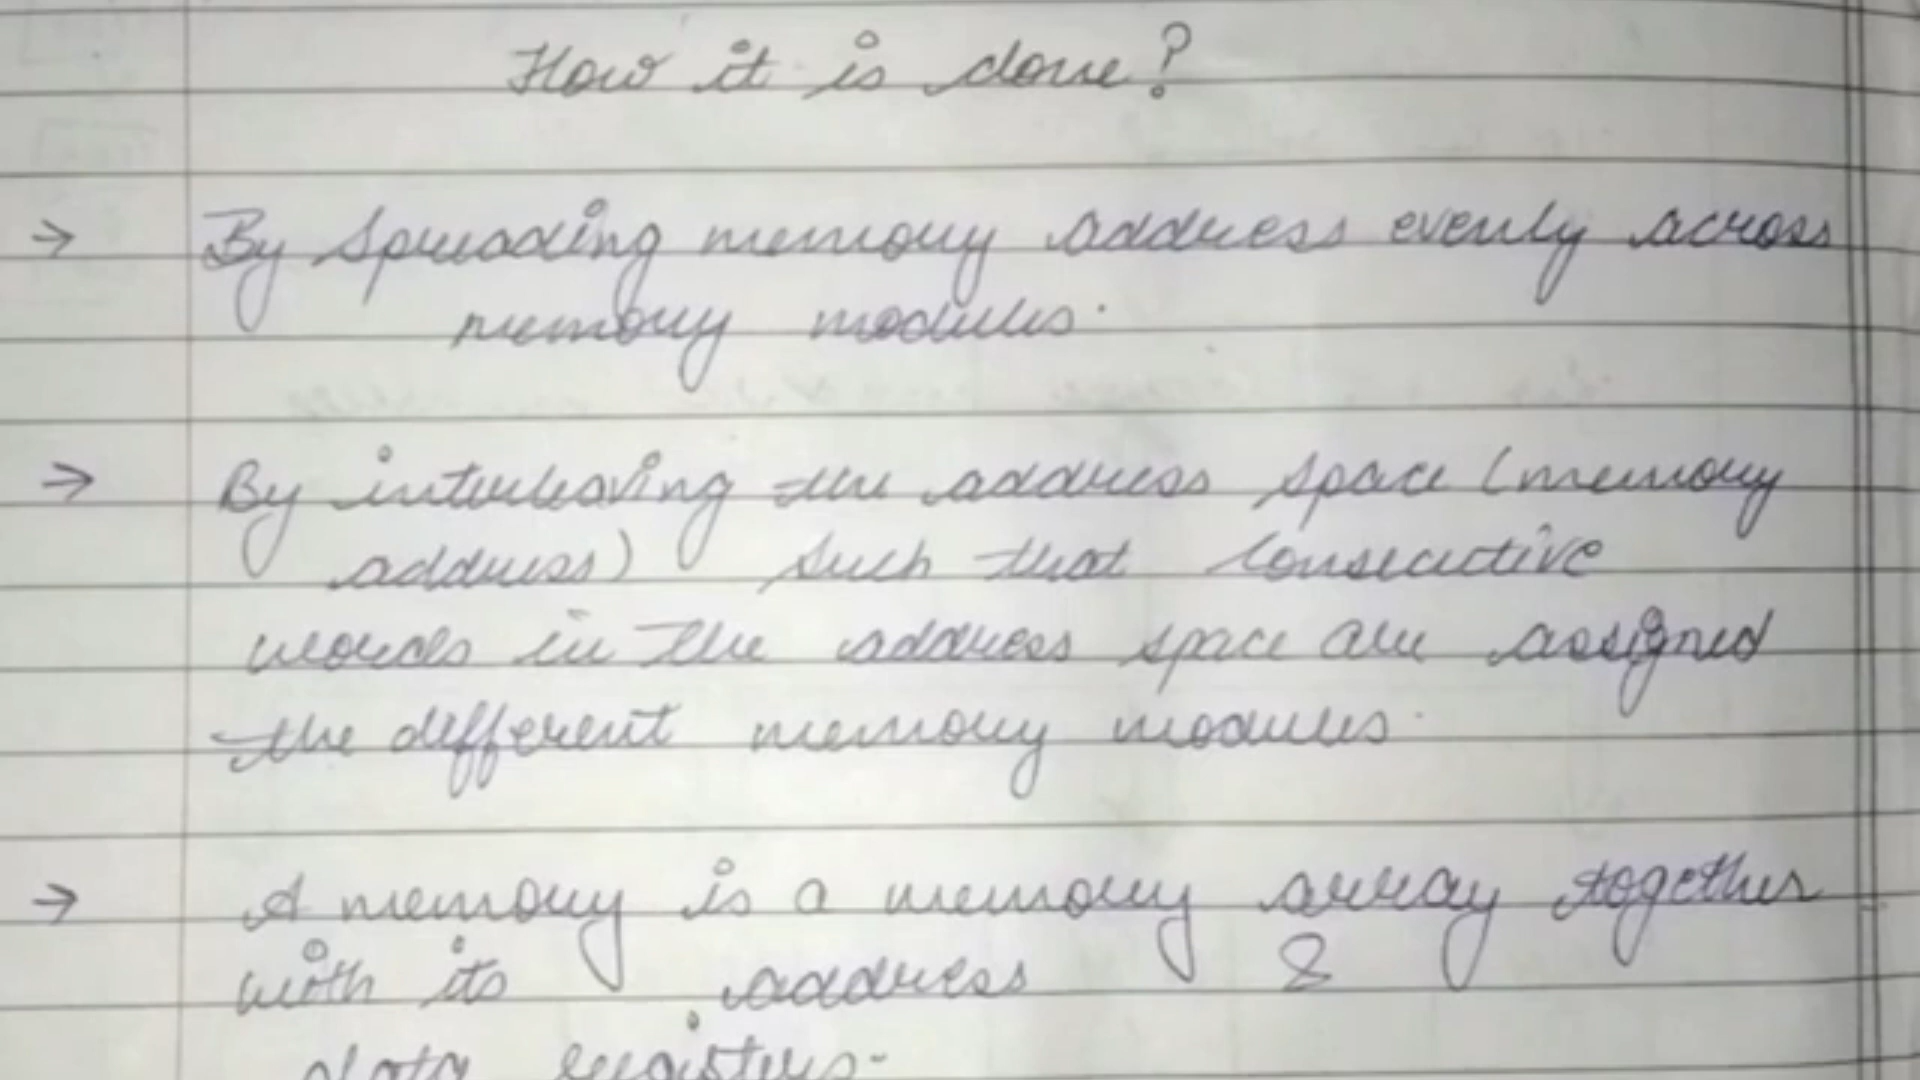 How it is done?
→ By spreading memory address evenly across
memory modules.
→ By interleaving the address space (memory
address) such that consecutive
words in the address space are assigned
the different memory modules.
→ A memory is a memory array together
with its address &
data registers.